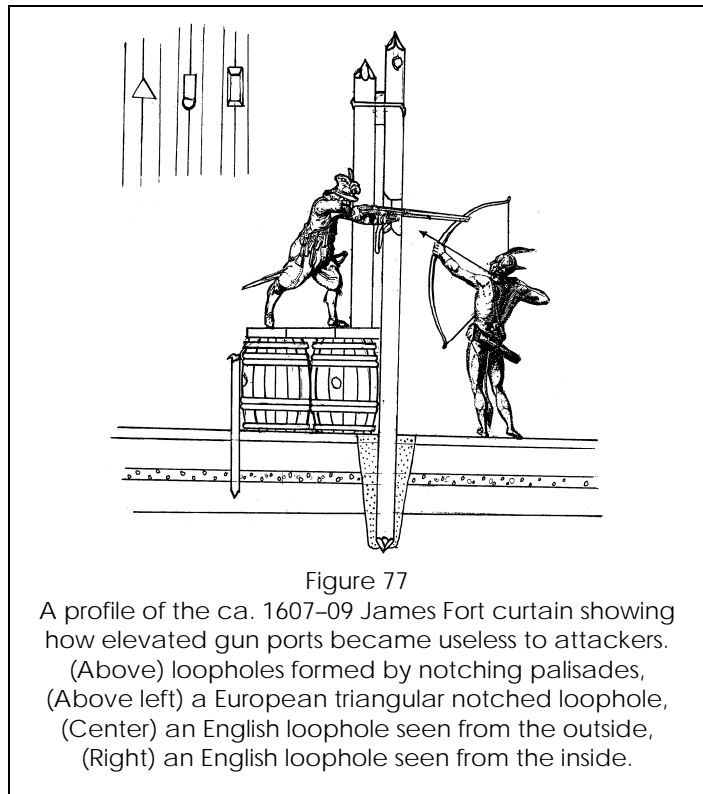 Figure 77
A profile of the ca. 1607–09 James Fort curtain showing
how elevated gun ports became useless to attackers.
(Above) loopholes formed by notching palisades,
(Above left) a European triangular notched loophole,
(Center) an English loophole seen from the outside,
(Right) an English loophole seen from the inside.